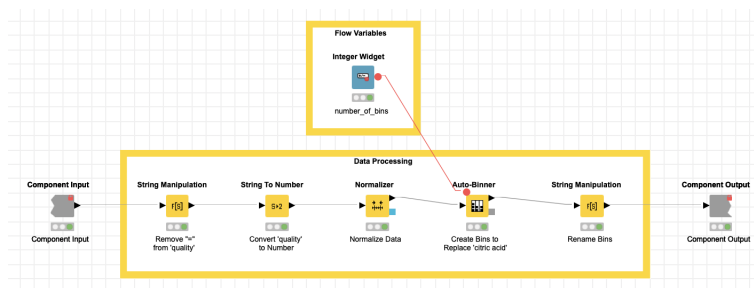 Flow Variables
Integer Widget
number_of_bins
Data Processing
Component Input
String Manipulation
String To Number
Normalizer
Auto-Binner
String Manipulation
Component Output
f[S]
S+2
f[S]
Component Input
Remove "="
from 'quality'
Convert 'quality'
to Number
Normalize Data
Create Bins to
Replace 'citric acid'
Rename Bins
Component Output